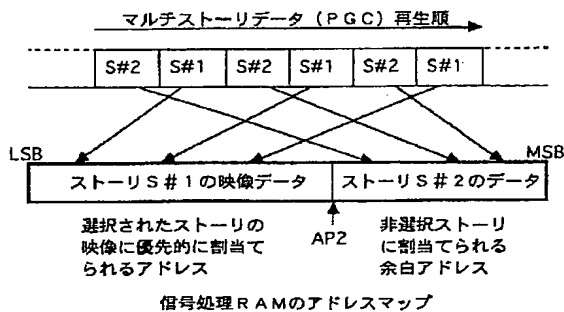 マルチストーリデータ（PGC）再生順
S#2 S#1 S#2 S#1 S#2 S#1
LSB MSB
ストーリS＃1の映像データ ストーリS＃2のデータ
選択されたストーリの
映像に優先的に割当て
られるアドレス
AP2
非選択ストーリ
に割当てられる
余白アドレス
信号処理RAMのアドレスマップ